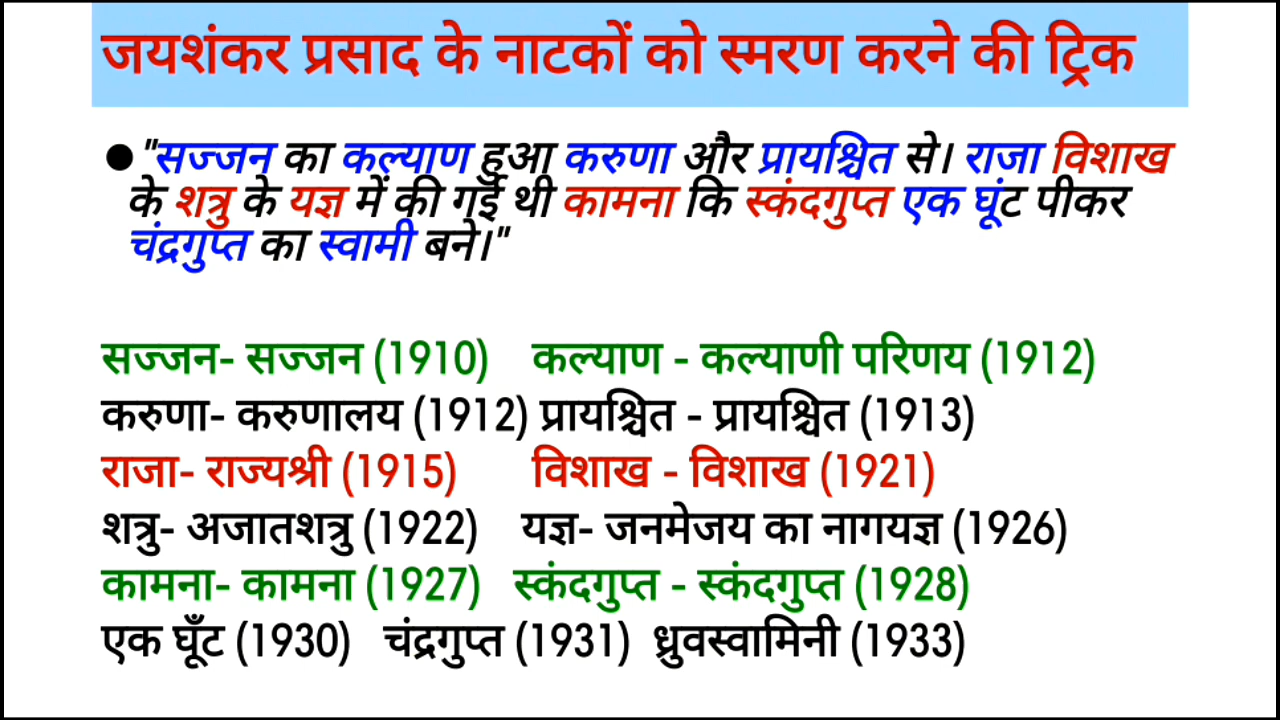 जयशंकर प्रसाद के नाटकों को स्मरण करने की ट्रिक
●"सज्जन का कल्याण हुआ करुणा और प्रायश्चित से। राजा विशाख
के शत्रु के यज्ञ में की गई थी कामना कि स्कंदगुप्त एक घूंट पीकर
चंद्रगुप्त का स्वामी बने।"
सज्जन- सज्जन (1910) कल्याण - कल्याणी परिणय (1912)
करुणा- करुणालय (1912) प्रायश्चित - प्रायश्चित (1913)
राजा- राज्यश्री (1915) विशाख - विशाख (1921)
शत्रु- अजातशत्रु (1922) यज्ञ- जनमेजय का नागयज्ञ (1926)
कामना- कामना (1927) स्कंदगुप्त - स्कंदगुप्त (1928)
एक घूँट (1930) चंद्रगुप्त (1931) ध्रुवस्वामिनी (1933)